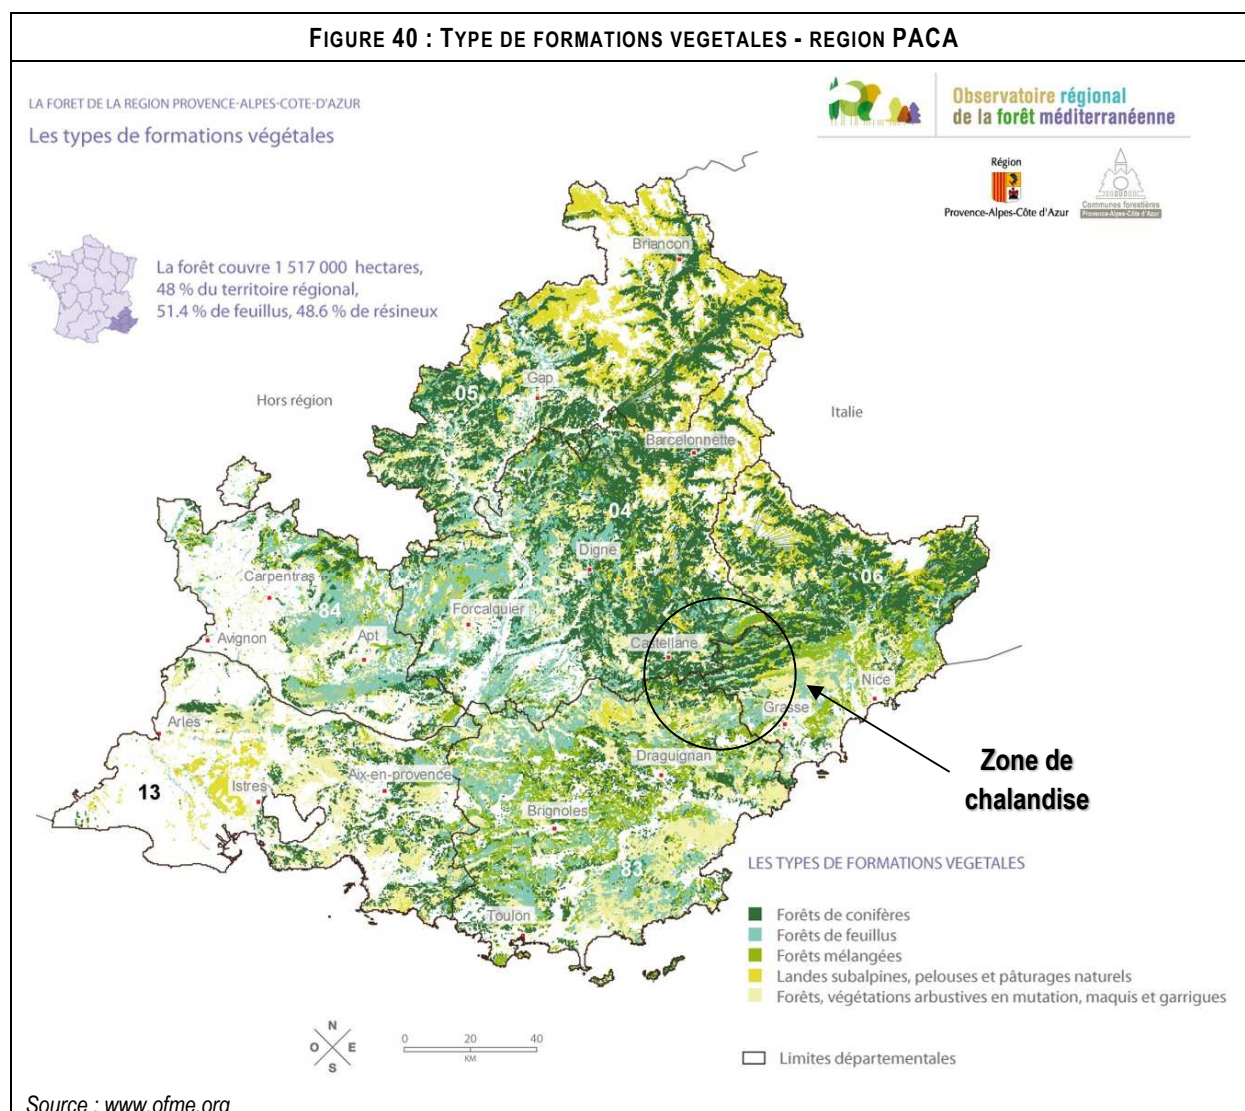 FIGURE 40 : TYPE DE FORMATIONS VEGETALES - REGION PACA
LA FORET DE LA REGION PROVENCE-ALPES-COTE-D'AZUR
Les types de formations végétales
Observatoire régional
de la forêt méditerranéenne
Région
Provence-Alpes-Côte d'Azur
Communes forestières
Provence-Alpes-Côte d'Azur
La forêt couvre 1 517 000 hectares,
48 % du territoire régional,
51.4 % de feuillus, 48.6 % de résineux
Hors région
Italie
Briançon
05
Gap
Barcelonnette
04
Digne
06
Carpentras
84
Forcalquier
Avignon
Apt
Castellane
Nice
Grasse
Arles
Draguignan
Zone de
chalandise
Aix-en-provence
13
Istres
Brignoles
83
Toulon
LES TYPES DE FORMATIONS VEGETALES
Forêts de conifères
Forêts de feuillus
Forêts mélangées
Landes subalpines, pelouses et pâturages naturels
Forêts, végétations arbustives en mutation, maquis et garrigues
Limites départementales
N
O E
S
0 20 40
KM
Source : www.ofme.org